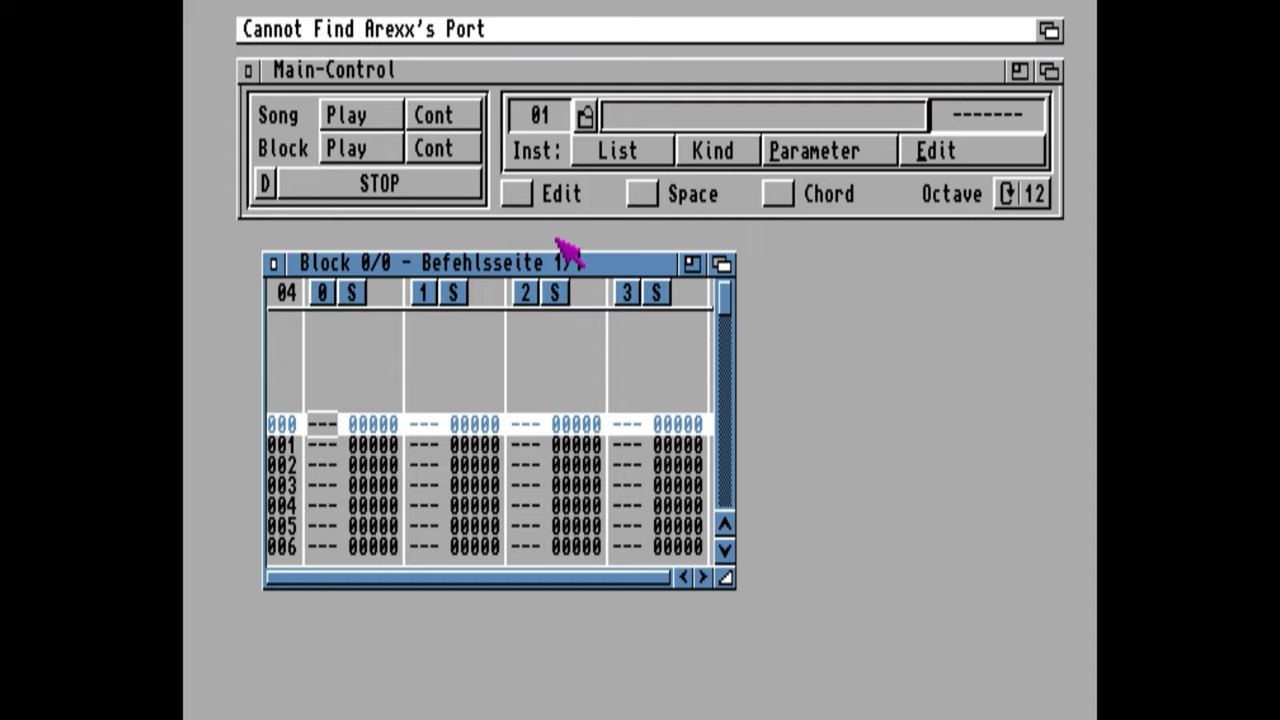 Cannot Find Arexx's Port
Main-Control
Song Play Cont
Block Play Cont
D STOP
01 -------
Inst: List Kind Parameter Edit
Edit Space Chord Octave 12
Block 0/0 - Befehlsseite 1/
04 0 S 1 S 2 S 3 S
000 --- 00000 --- 00000 --- 00000 --- 00000
001 --- 00000 --- 00000 --- 00000 --- 00000
002 --- 00000 --- 00000 --- 00000 --- 00000
003 --- 00000 --- 00000 --- 00000 --- 00000
004 --- 00000 --- 00000 --- 00000 --- 00000
005 --- 00000 --- 00000 --- 00000 --- 00000
006 --- 00000 --- 00000 --- 00000 --- 00000